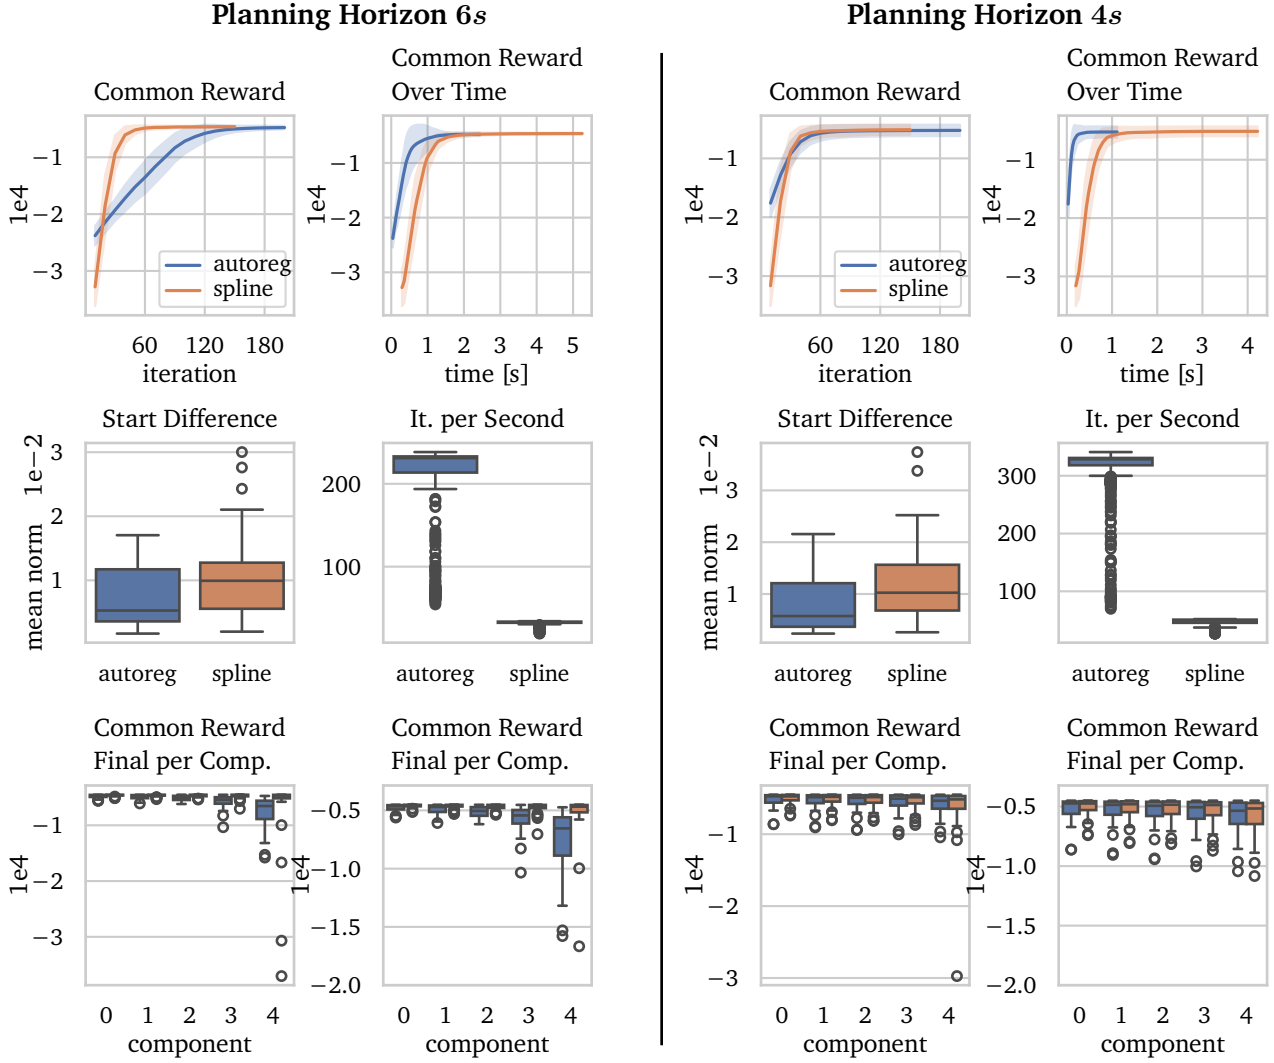 Planning Horizon 6s
Common Reward
Common Reward
Over Time
1e4
−1
−2
−3
autoreg
spline
60 120 180
iteration
1e4
−1
−2
−3
0 1 2 3 4 5
time [s]
Start Difference
It. per Second
mean norm 1e−2
3
2
1
autoreg spline
200
100
autoreg spline
Common Reward
Final per Comp.
Common Reward
Final per Comp.
1e4
−1
−2
−3
0 1 2 3 4
component
1e4
−0.5
−1.0
−1.5
−2.0
0 1 2 3 4
component
Planning Horizon 4s
Common Reward
Common Reward
Over Time
1e4
−1
−2
−3
autoreg
spline
60 120 180
iteration
1e4
−1
−2
−3
0 1 2 3 4
time [s]
Start Difference
It. per Second
mean norm 1e−2
3
2
1
autoreg spline
300
200
100
autoreg spline
Common Reward
Final per Comp.
Common Reward
Final per Comp.
1e4
−1
−2
−3
0 1 2 3 4
component
1e4
−0.5
−1.0
−1.5
−2.0
0 1 2 3 4
component